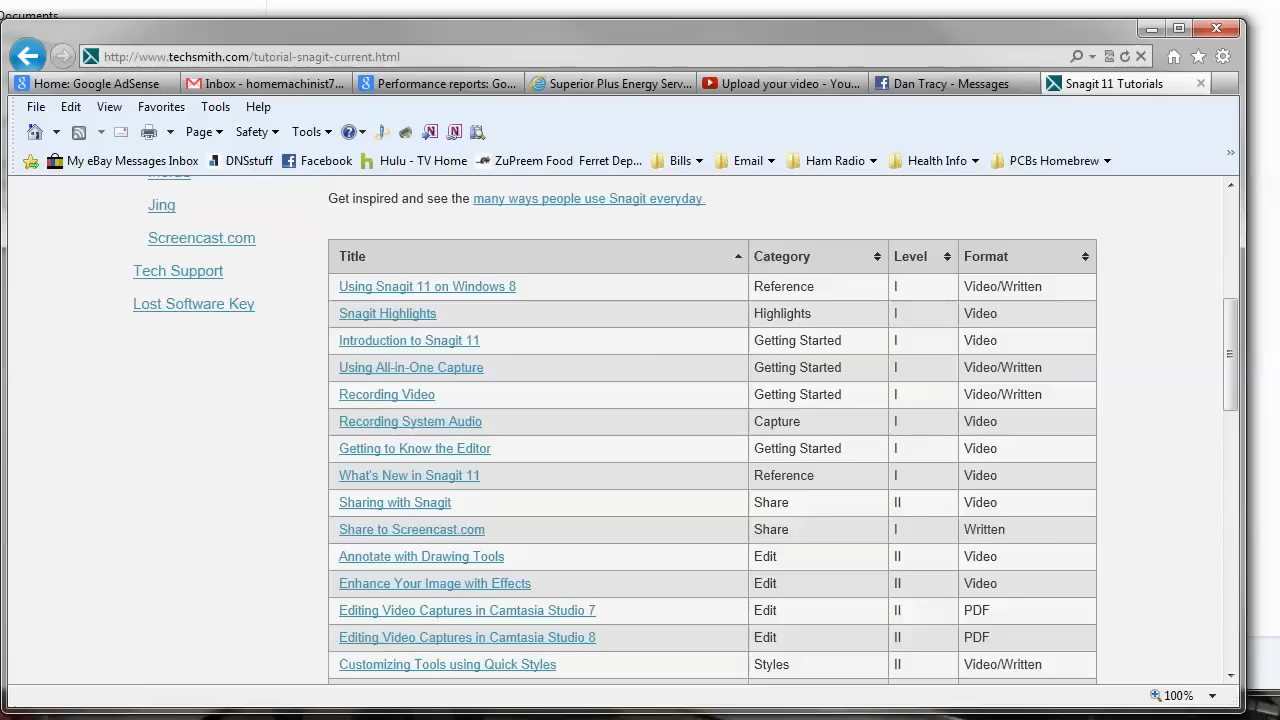 Documents
http://www.techsmith.com/tutorial-snagit-current.html
Home: Google AdSense
Inbox - homemachinist7...
Performance reports: Go...
Superior Plus Energy Serv...
Upload your video - You...
Dan Tracy - Messages
Snagit 11 Tutorials
File Edit View Favorites Tools Help
Page Safety Tools
My eBay Messages Inbox DNSstuff Facebook Hulu - TV Home ZuPreem Food Ferret Dep... Bills Email Ham Radio Health Info PCBs Homebrew
Jing
Screencast.com
Tech Support
Lost Software Key
Get inspired and see the many ways people use Snagit everyday.
Title Category Level Format
Using Snagit 11 on Windows 8 Reference I Video/Written
Snagit Highlights Highlights I Video
Introduction to Snagit 11 Getting Started I Video
Using All-in-One Capture Getting Started I Video/Written
Recording Video Getting Started I Video/Written
Recording System Audio Capture I Video
Getting to Know the Editor Getting Started I Video
What's New in Snagit 11 Reference I Video
Sharing with Snagit Share II Video
Share to Screencast.com Share I Written
Annotate with Drawing Tools Edit II Video
Enhance Your Image with Effects Edit II Video
Editing Video Captures in Camtasia Studio 7 Edit II PDF
Editing Video Captures in Camtasia Studio 8 Edit II PDF
Customizing Tools using Quick Styles Styles II Video/Written
100%